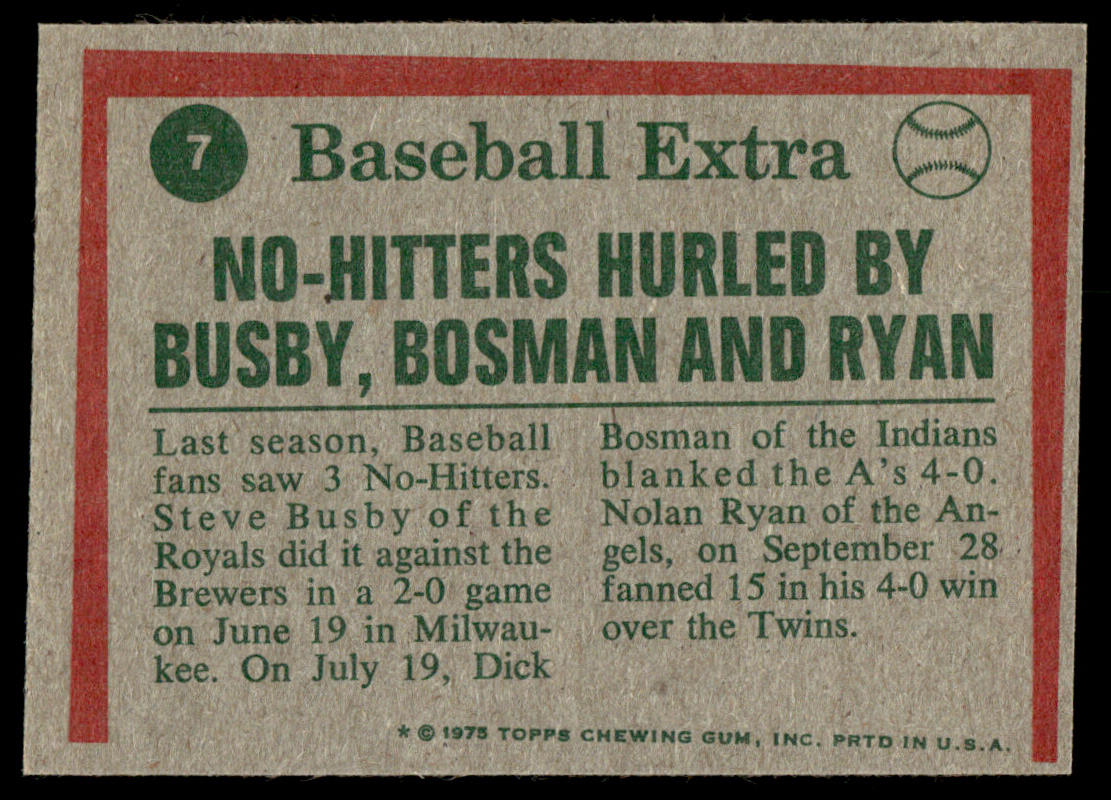 7
Baseball Extra
NO-HITTERS HURLED BY
BUSBY, BOSMAN AND RYAN
Last season, Baseball
fans saw 3 No-Hitters.
Steve Busby of the
Royals did it against the
Brewers in a 2-0 game
on June 19 in Milwau-
kee. On July 19, Dick
Bosman of the Indians
blanked the A's 4-0.
Nolan Ryan of the An-
gels, on September 28
fanned 15 in his 4-0 win
over the Twins.
* © 1975 TOPPS CHEWING GUM, INC. PRTD IN U.S.A.